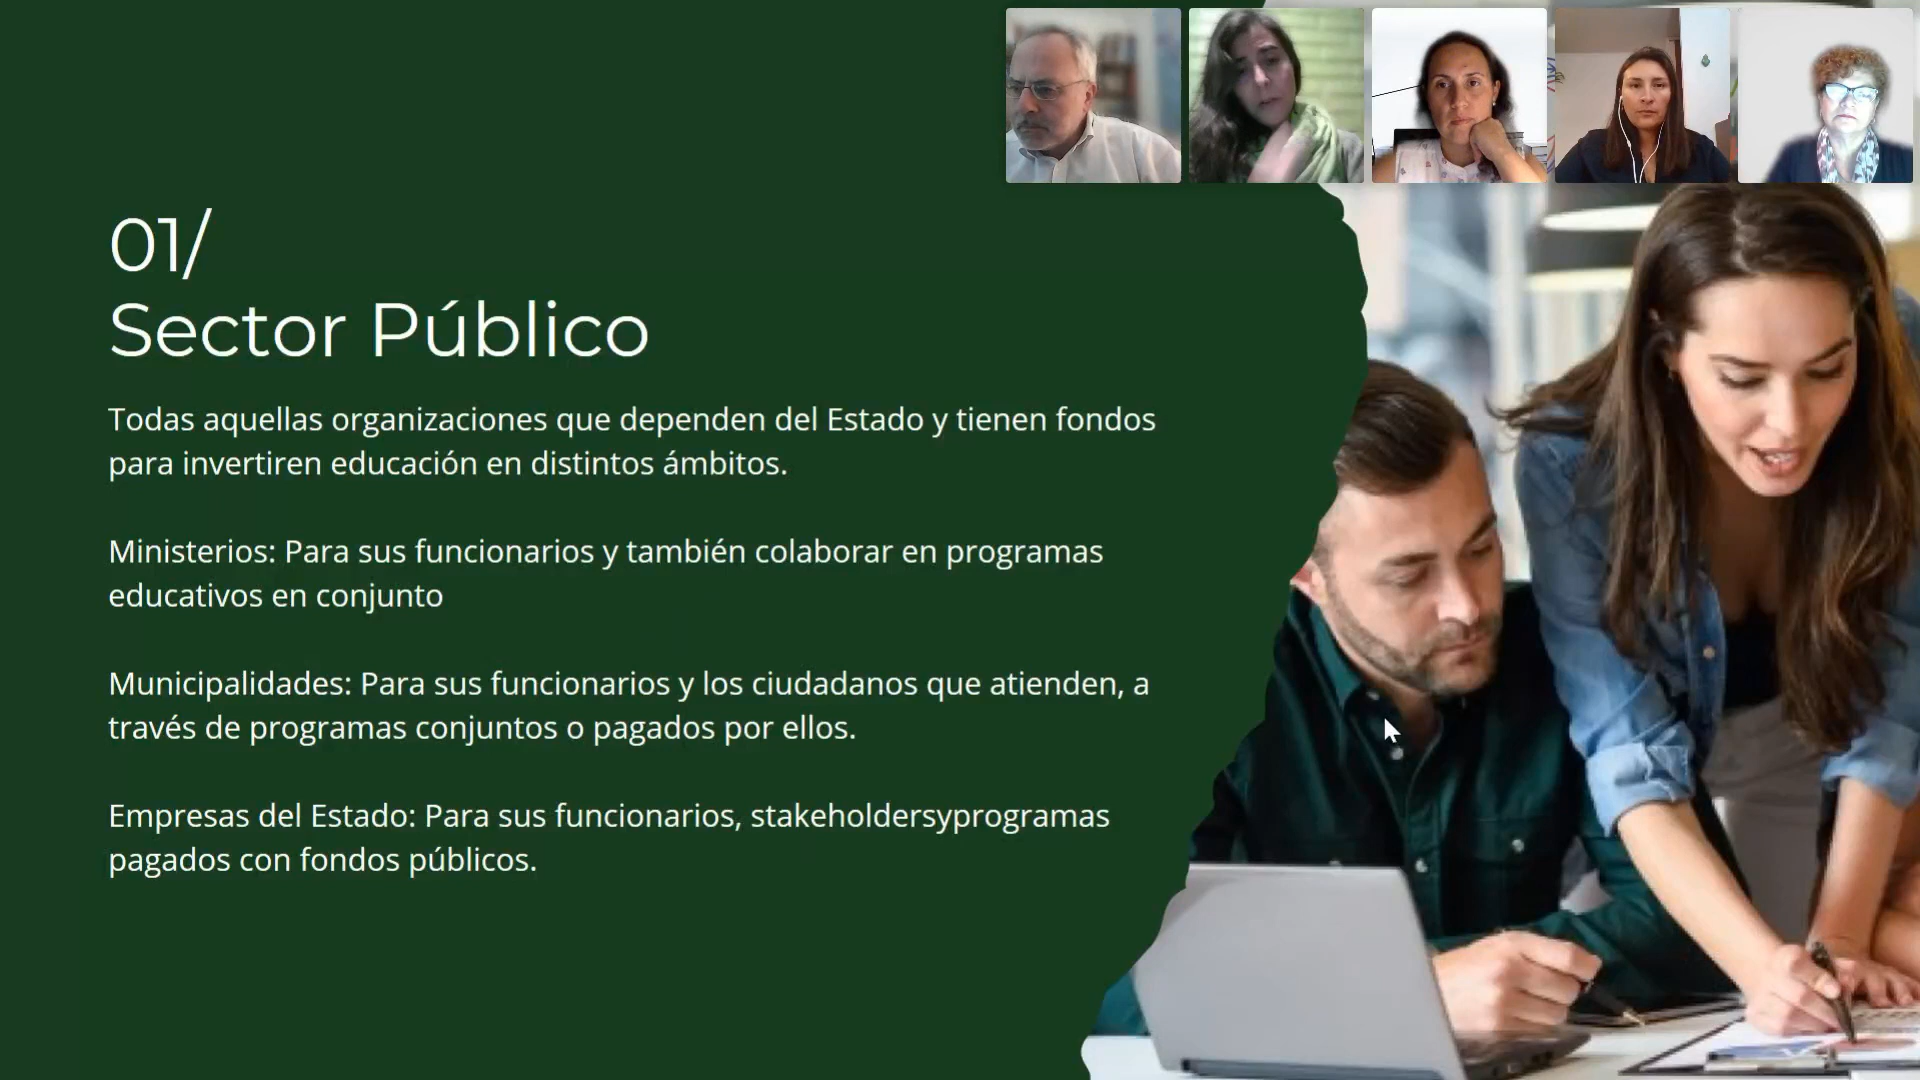 01/
Sector Público
Todas aquellas organizaciones que dependen del Estado y tienen fondos
para invertiren educación en distintos ámbitos.
Ministerios: Para sus funcionarios y también colaborar en programas
educativos en conjunto
Municipalidades: Para sus funcionarios y los ciudadanos que atienden, a
través de programas conjuntos o pagados por ellos.
Empresas del Estado: Para sus funcionarios, stakeholdersyprogramas
pagados con fondos públicos.